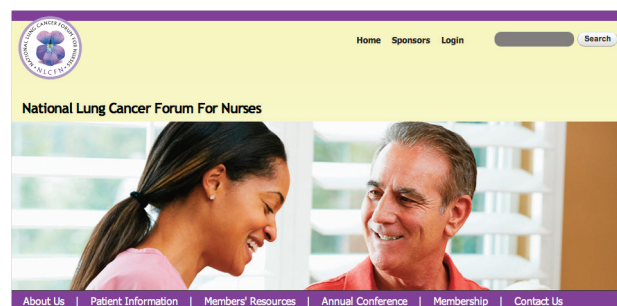 NATIONAL LUNG CANCER FORUM FOR NURSES
NLCFN
Home Sponsors Login Search
National Lung Cancer Forum For Nurses
About Us | Patient Information | Members' Resources | Annual Conference | Membership | Contact Us